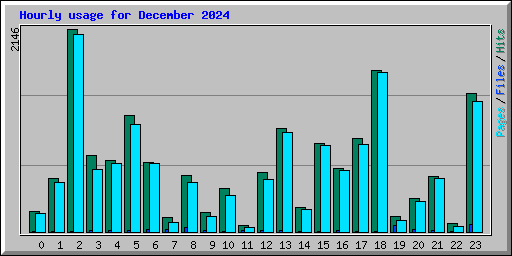 Hourly usage for December 2024
2146
Pages/Files/Hits
0 1 2 3 4 5 6 7 8 9 10 11 12 13 14 15 16 17 18 19 20 21 22 23